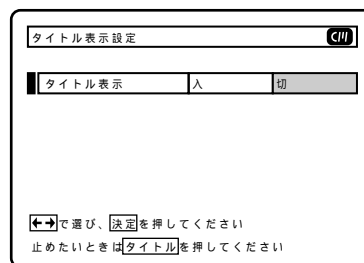 タイトル表示設定
タイトル表示 入 切
←→で選び、決定を押してください
止めたいときはタイトルを押してください